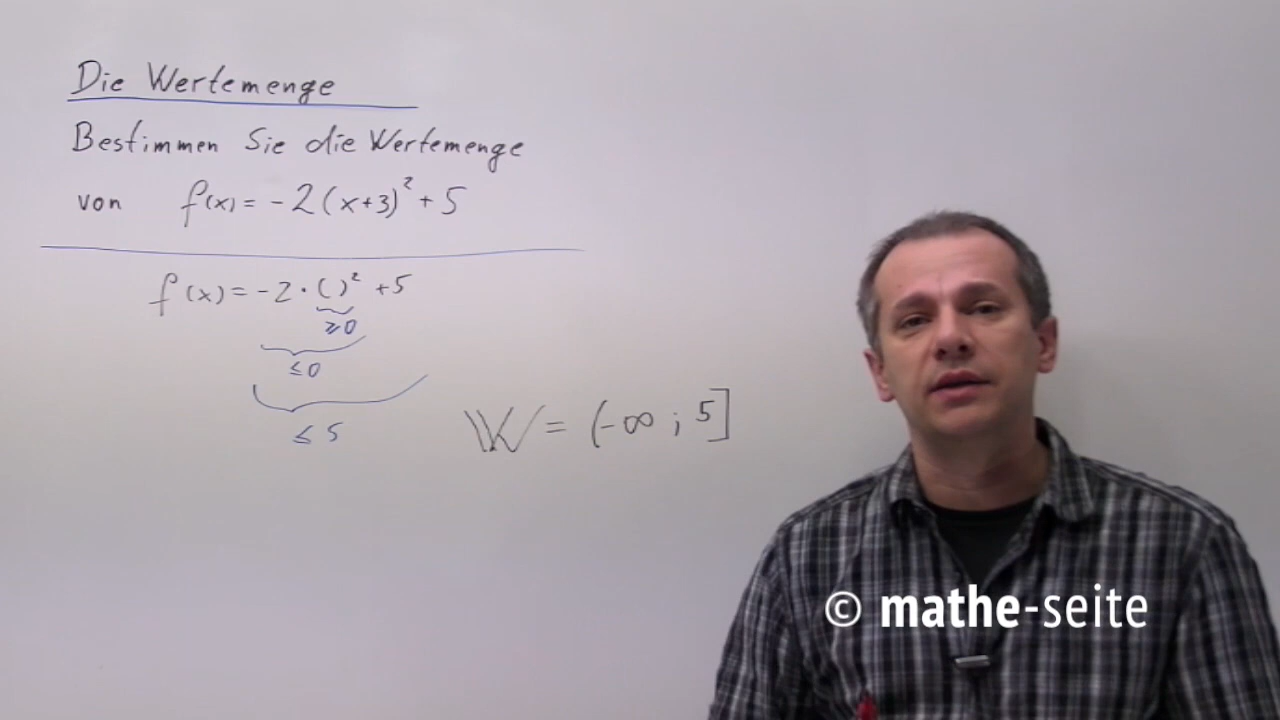 Die Wertemenge
Bestimmen Sie die Wertemenge
von f(x) = -2(x+3)² + 5
f(x) = -2 · ( )² + 5
≥0
≤0
≤ 5
𝕎 = (-∞ ; 5]
© mathe-seite